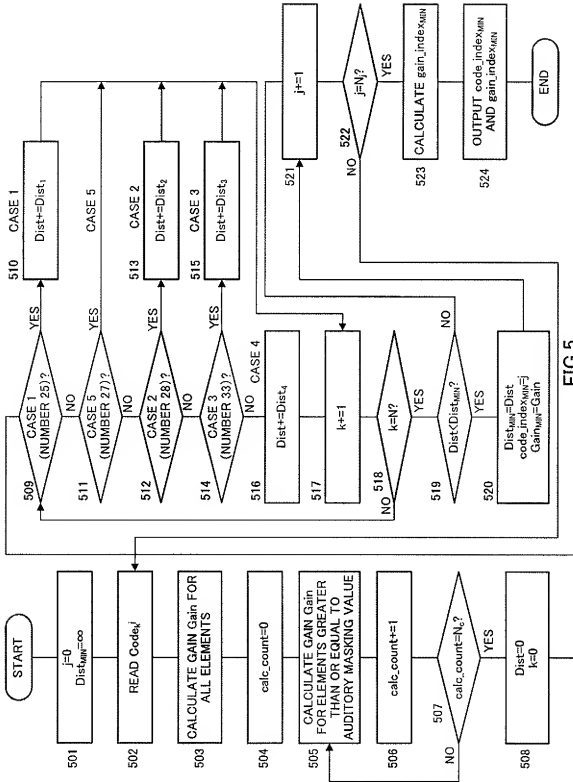 START
501
j=0
Dist_MIN=∞
502
READ Code_k^j
503
CALCULATE GAIN Gain FOR
ALL ELEMENTS
504
calc_count=0
505
CALCULATE GAIN Gain
FOR ELEMENTS GREATER
THAN OR EQUAL TO
AUDITORY MASKING VALUE
506
calc_count+=1
507
calc_count=N_c?
NO
YES
508
Dist=0
k=0
509
CASE 1
(NUMBER 25)?
YES
NO
510
CASE 1
Dist+=Dist_1
511
CASE 5
(NUMBER 27)?
YES
NO
CASE 5
512
CASE 2
(NUMBER 28)?
YES
NO
513
CASE 2
Dist+=Dist_2
514
CASE 3
(NUMBER 33)?
YES
NO
515
CASE 3
Dist+=Dist_3
516
CASE 4
Dist+=Dist_4
517
k+=1
518
k=N?
NO
YES
519
Dist<Dist_MIN?
NO
YES
520
Dist_MIN=Dist
code_index_MIN=j
Gain_MIN=Gain
521
j+=1
522
j=N_j?
NO
YES
523
CALCULATE gain_index_MIN
524
OUTPUT code_index_MIN
AND gain_index_MIN
END
FIG.5